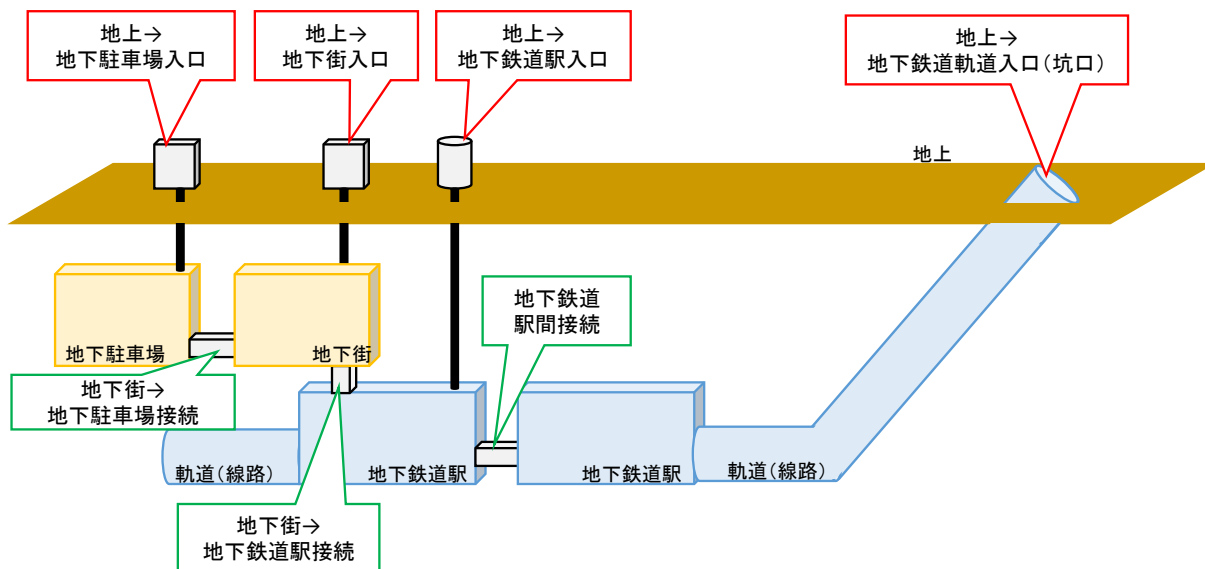 地上→
地下駐車場入口
地上→
地下街入口
地上→
地下鉄道駅入口
地上→
地下鉄道軌道入口（坑口）
地上
地下鉄道
駅間接続
地下駐車場
地下街
地下街→
地下駐車場接続
軌道（線路）
地下鉄道駅
地下鉄道駅
軌道（線路）
地下街→
地下鉄道駅接続